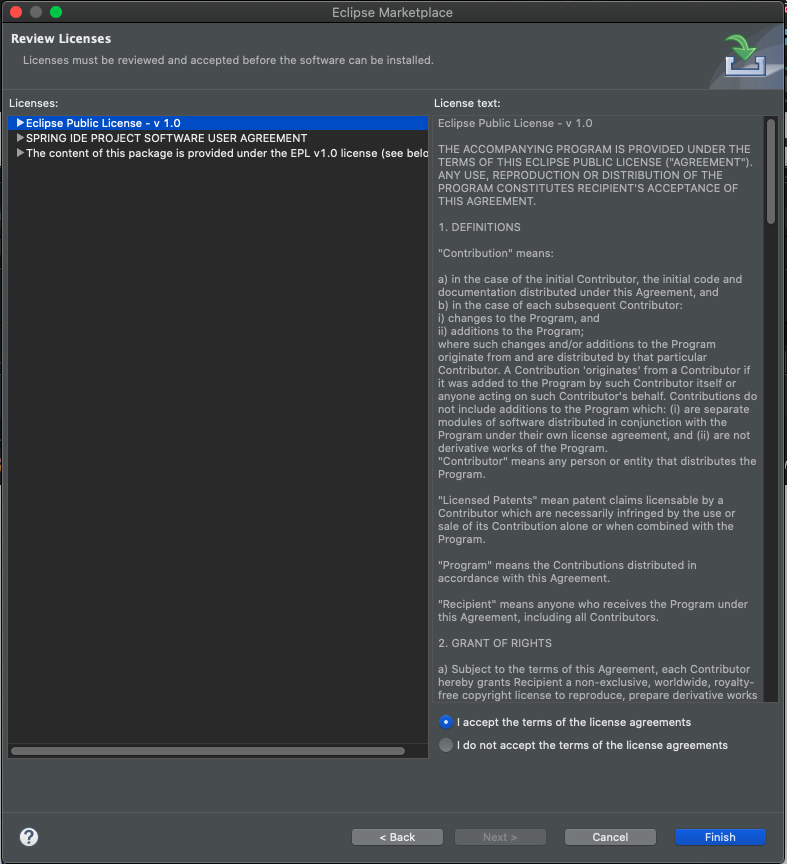 Eclipse Marketplace
Review Licenses
Licenses must be reviewed and accepted before the software can be installed.
Licenses:
Eclipse Public License - v 1.0
SPRING IDE PROJECT SOFTWARE USER AGREEMENT
The content of this package is provided under the EPL v1.0 license (see belo
License text:
Eclipse Public License - v 1.0
THE ACCOMPANYING PROGRAM IS PROVIDED UNDER THE
TERMS OF THIS ECLIPSE PUBLIC LICENSE ("AGREEMENT").
ANY USE, REPRODUCTION OR DISTRIBUTION OF THE
PROGRAM CONSTITUTES RECIPIENT'S ACCEPTANCE OF
THIS AGREEMENT.
1. DEFINITIONS
"Contribution" means:
a) in the case of the initial Contributor, the initial code and
documentation distributed under this Agreement, and
b) in the case of each subsequent Contributor:
i) changes to the Program, and
ii) additions to the Program;
where such changes and/or additions to the Program
originate from and are distributed by that particular
Contributor. A Contribution 'originates' from a Contributor if
it was added to the Program by such Contributor itself or
anyone acting on such Contributor's behalf. Contributions do
not include additions to the Program which: (i) are separate
modules of software distributed in conjunction with the
Program under their own license agreement, and (ii) are not
derivative works of the Program.
"Contributor" means any person or entity that distributes the
Program.
"Licensed Patents" mean patent claims licensable by a
Contributor which are necessarily infringed by the use or
sale of its Contribution alone or when combined with the
Program.
"Program" means the Contributions distributed in
accordance with this Agreement.
"Recipient" means anyone who receives the Program under
this Agreement, including all Contributors.
2. GRANT OF RIGHTS
a) Subject to the terms of this Agreement, each Contributor
hereby grants Recipient a non-exclusive, worldwide, royalty-
free copyright license to reproduce, prepare derivative works
I accept the terms of the license agreements
I do not accept the terms of the license agreements
?
< Back
Next >
Cancel
Finish